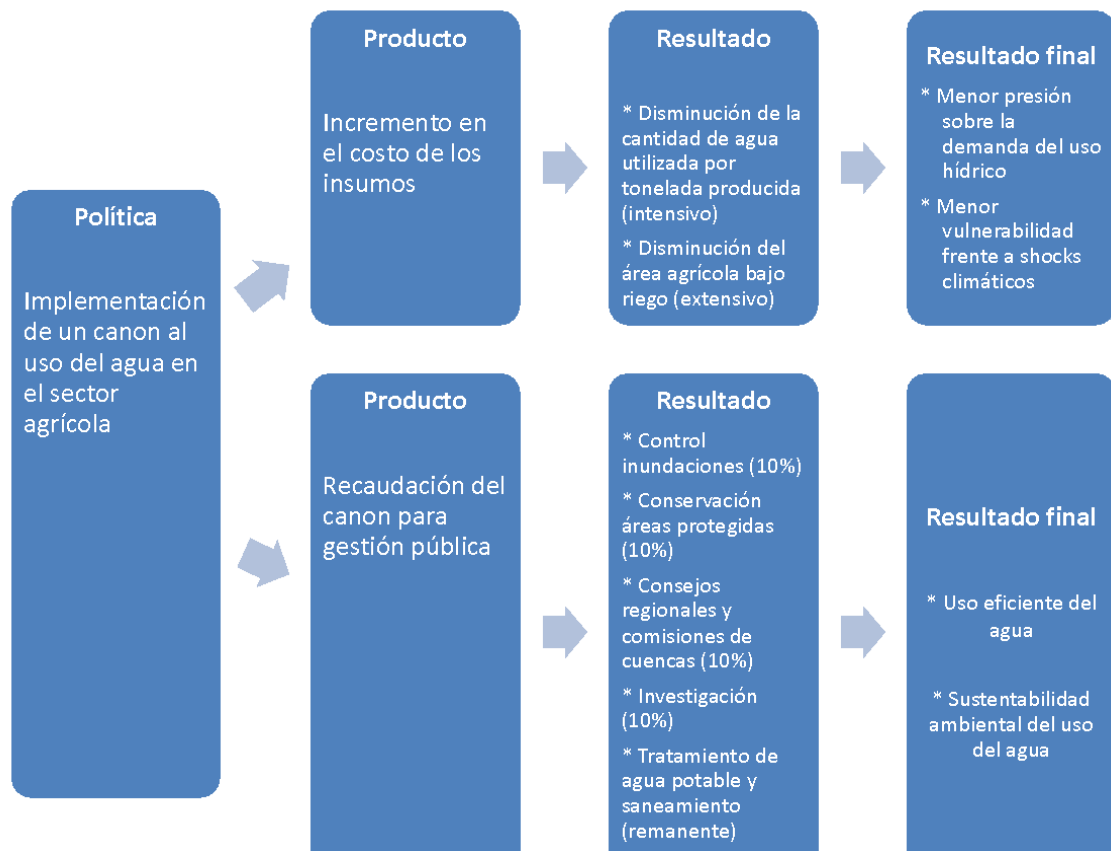 Política
Implementación
de un canon al
uso del agua en
el sector
agrícola
Producto
Incremento en
el costo de los
insumos
Resultado
* Disminución de la
cantidad de agua
utilizada por
tonelada producida
(intensivo)
* Disminución del
área agrícola bajo
riego (extensivo)
Resultado final
* Menor presión
sobre la
demanda del uso
hídrico
* Menor
vulnerabilidad
frente a shocks
climáticos
Producto
Recaudación del
canon para
gestión pública
Resultado
* Control
inundaciones (10%)
* Conservación
áreas protegidas
(10%)
* Consejos
regionales y
comisiones de
cuencas (10%)
* Investigación
(10%)
* Tratamiento de
agua potable y
saneamiento
(remanente)
Resultado final
* Uso eficiente del
agua
* Sustentabilidad
ambiental del uso
del agua